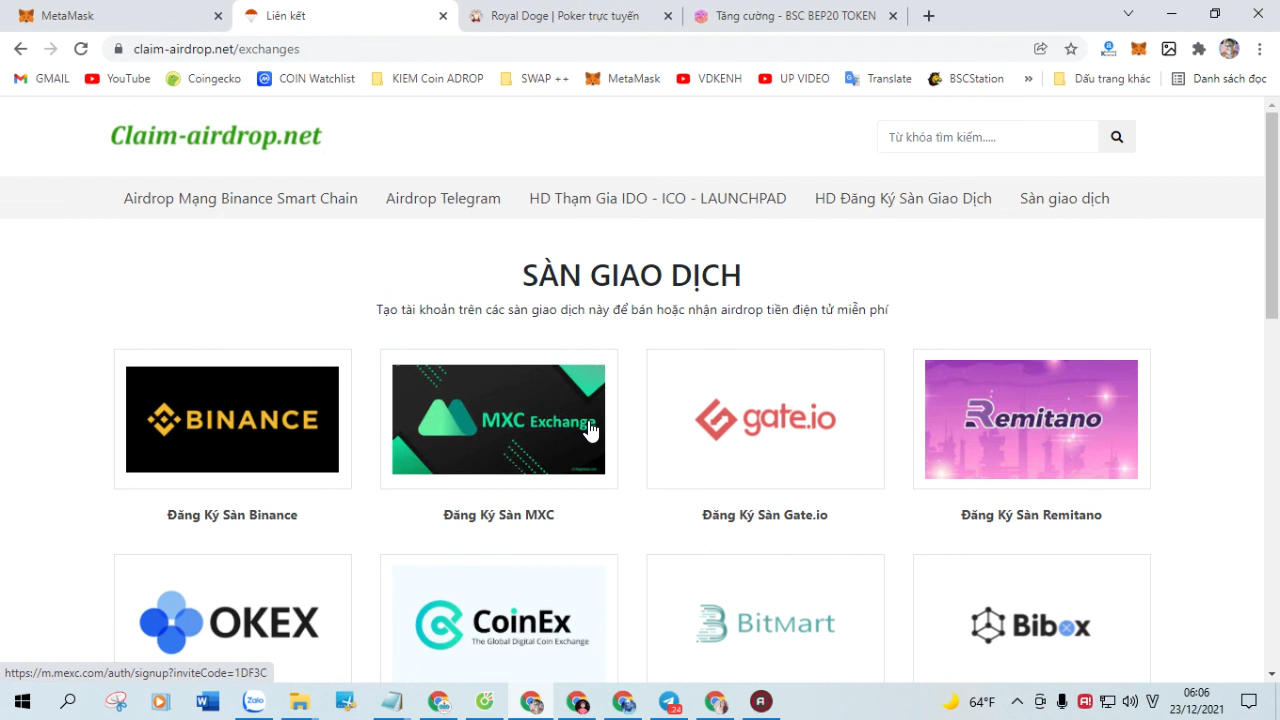 MetaMask
Liên kết
Royal Doge | Poker trực tuyến
Tăng cường - BSC BEP20 TOKEN
claim-airdrop.net/exchanges
GMAIL
YouTube
Coingecko
COIN Watchlist
KIEM Coin ADROP
SWAP ++
MetaMask
VDKENH
UP VIDEO
Translate
BSCStation
»
Dấu trang khác
Danh sách đọc
Claim-airdrop.net
Từ khóa tìm kiếm.....
Airdrop Mạng Binance Smart Chain
Airdrop Telegram
HD Thạm Gia IDO - ICO - LAUNCHPAD
HD Đăng Ký Sàn Giao Dịch
Sàn giao dịch
SÀN GIAO DỊCH
Tạo tài khoản trên các sàn giao dịch này để bán hoặc nhận airdrop tiền điện tử miễn phí
BINANCE
MXC Exchange
gate.io
Remitano
Đăng Ký Sàn Binance
Đăng Ký Sàn MXC
Đăng Ký Sàn Gate.io
Đăng Ký Sàn Remitano
OKEX
CoinEx
The Global Digital Coin Exchange
BitMart
Bibox
https://m.mexc.com/auth/signup?inviteCode=1DF3C
Zalo
24
64°F
06:06
23/12/2021